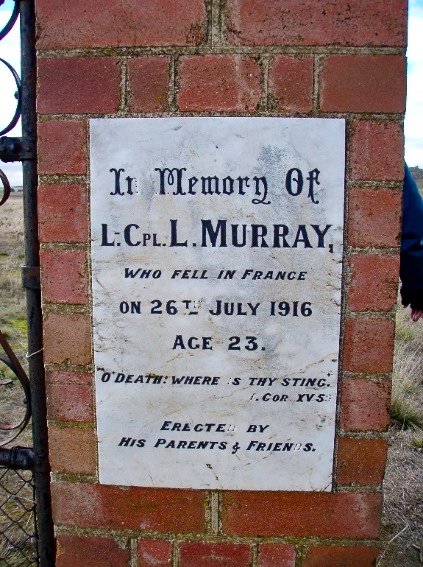 In Memory Of
L. Cpl. L. Murray,
WHO FELL IN FRANCE
ON 26TH JULY 1916
AGE 23.
O'DEATH: WHERE IS THY STING.
I. COR XV5
ERECTED BY
HIS PARENTS & FRIENDS.